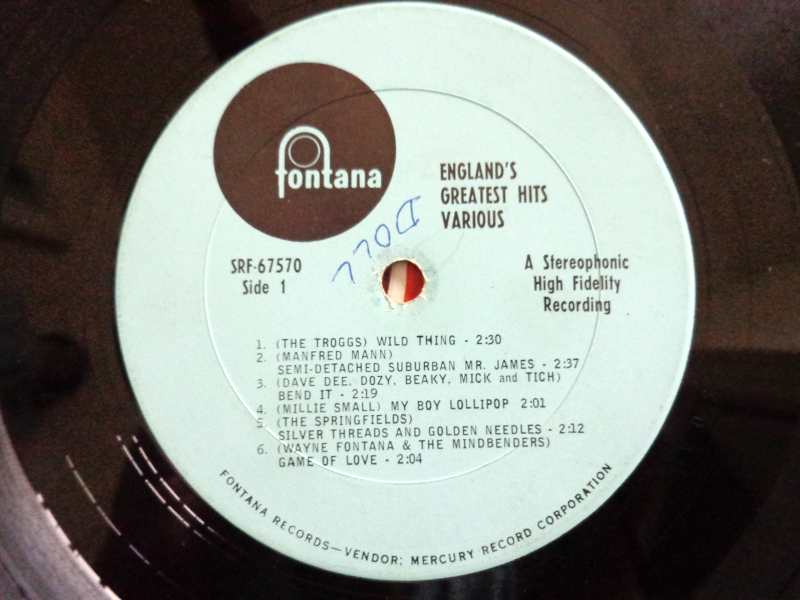 fontana
ENGLAND'S
GREATEST HITS
VARIOUS
DOLL
SRF-67570
Side 1
A Stereophonic
High Fidelity
Recording
1. (THE TROGGS) WILD THING - 2:30
2. (MANFRED MANN)
SEMI-DETACHED SUBURBAN MR. JAMES - 2:37
3. (DAVE DEE, DOZY, BEAKY, MICK and TICH)
BEND IT - 2:19
4. (MILLIE SMALL) MY BOY LOLLIPOP 2:01
5. (THE SPRINGFIELDS)
SILVER THREADS AND GOLDEN NEEDLES - 2:12
6. (WAYNE FONTANA & THE MINDBENDERS)
GAME OF LOVE - 2:04
FONTANA RECORDS—VENDOR: MERCURY RECORD CORPORATION